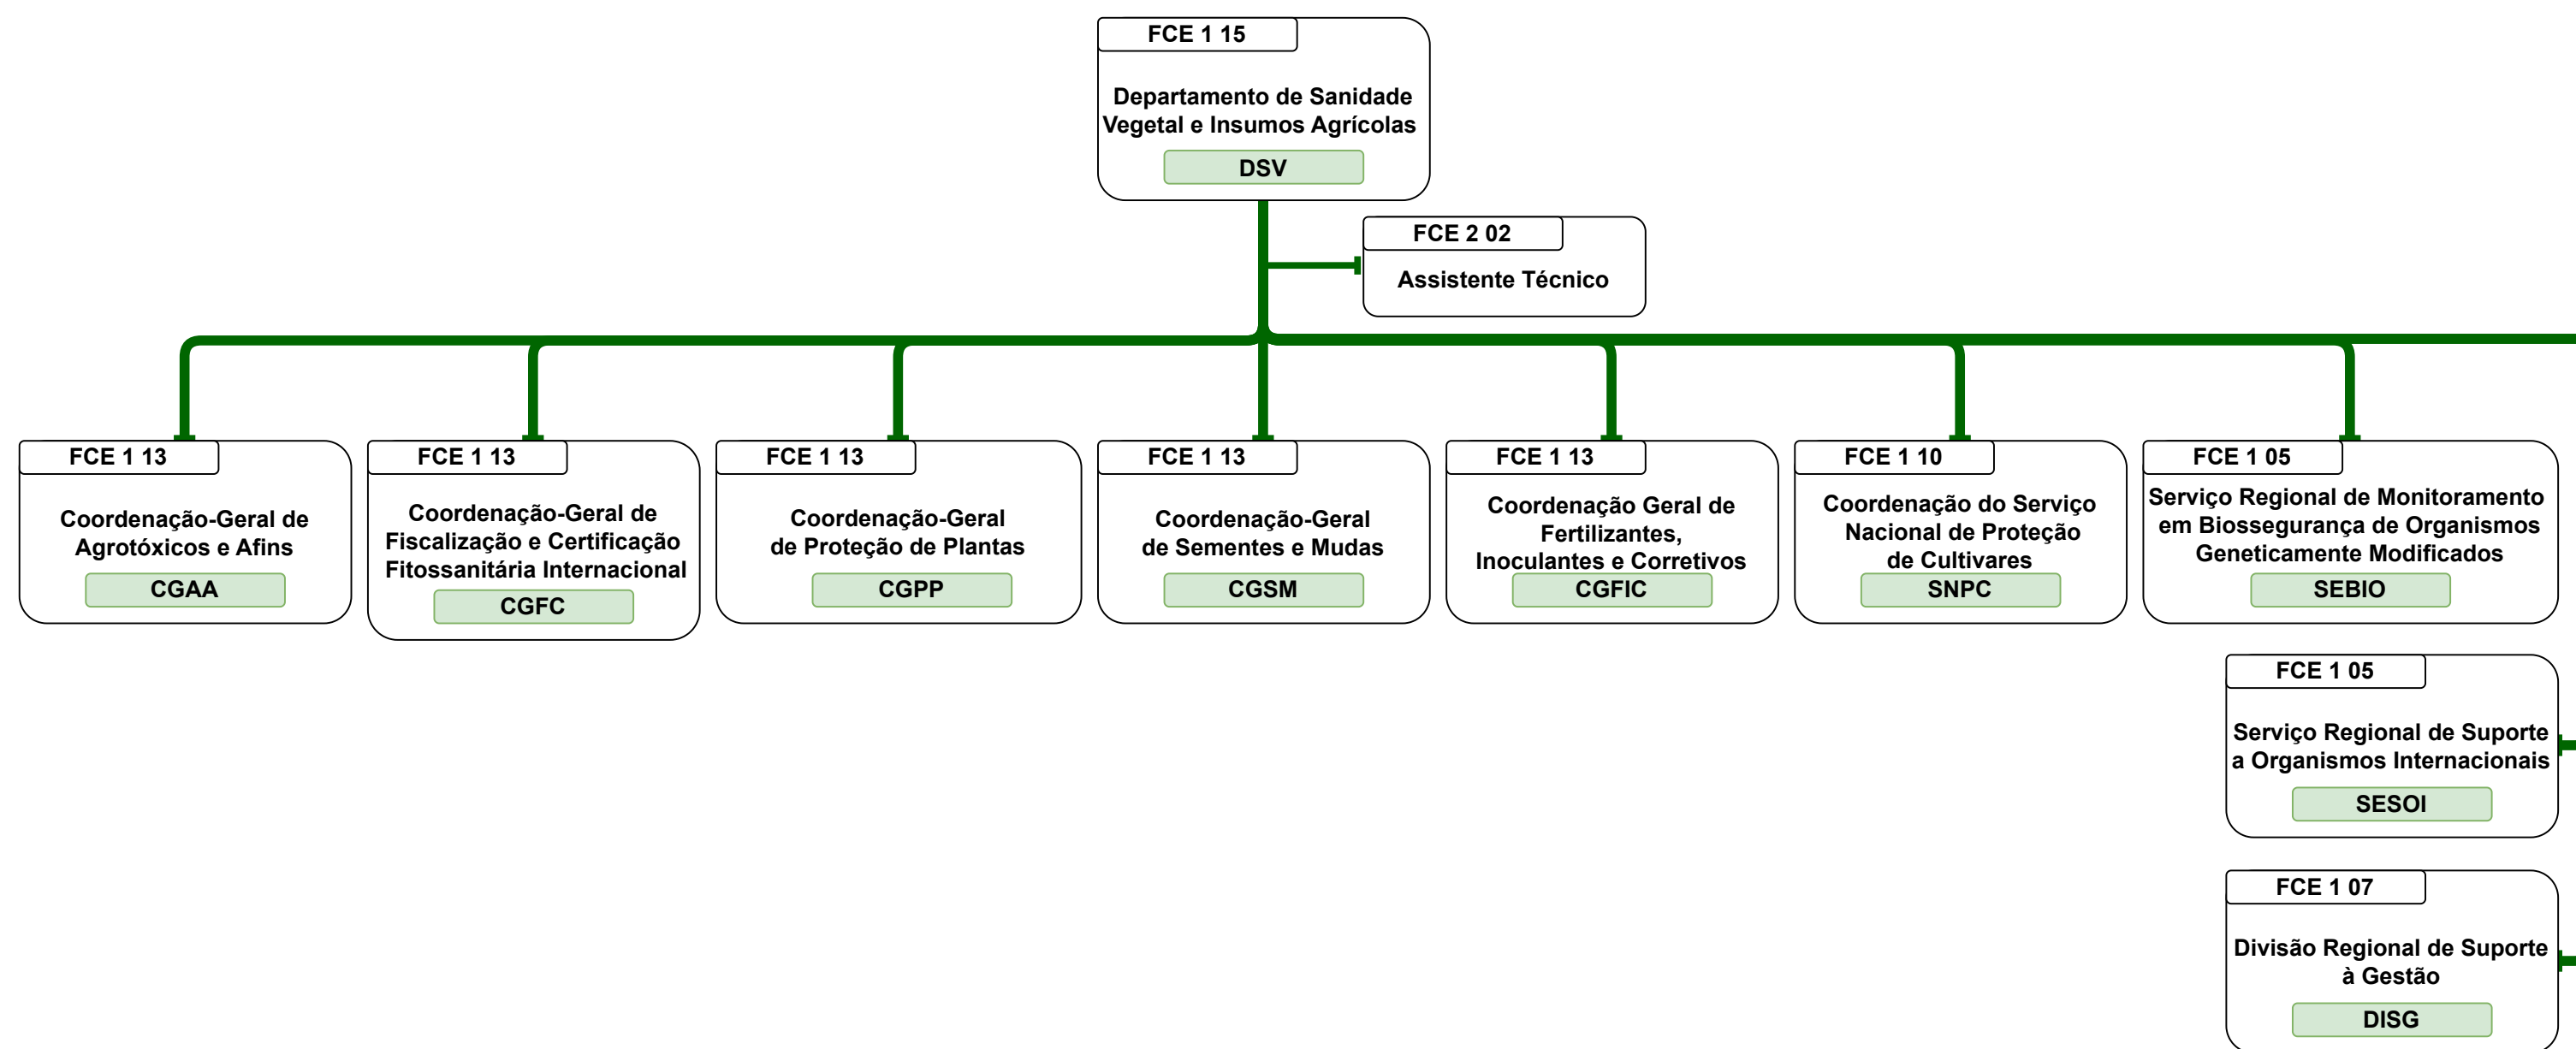 FCE 1 15
Departamento de Sanidade
Vegetal e Insumos Agrícolas
DSV
FCE 2 02
Assistente Técnico
FCE 1 13
Coordenação-Geral de
Agrotóxicos e Afins
CGAA
FCE 1 13
Coordenação-Geral de
Fiscalização e Certificação
Fitossanitária Internacional
CGFC
FCE 1 13
Coordenação-Geral
de Proteção de Plantas
CGPP
FCE 1 13
Coordenação-Geral
de Sementes e Mudas
CGSM
FCE 1 13
Coordenação Geral de
Fertilizantes,
Inoculantes e Corretivos
CGFIC
FCE 1 10
Coordenação do Serviço
Nacional de Proteção
de Cultivares
SNPC
FCE 1 05
Serviço Regional de Monitoramento
em Biossegurança de Organismos
Geneticamente Modificados
SEBIO
FCE 1 05
Serviço Regional de Suporte
a Organismos Internacionais
SESOI
FCE 1 07
Divisão Regional de Suporte
à Gestão
DISG